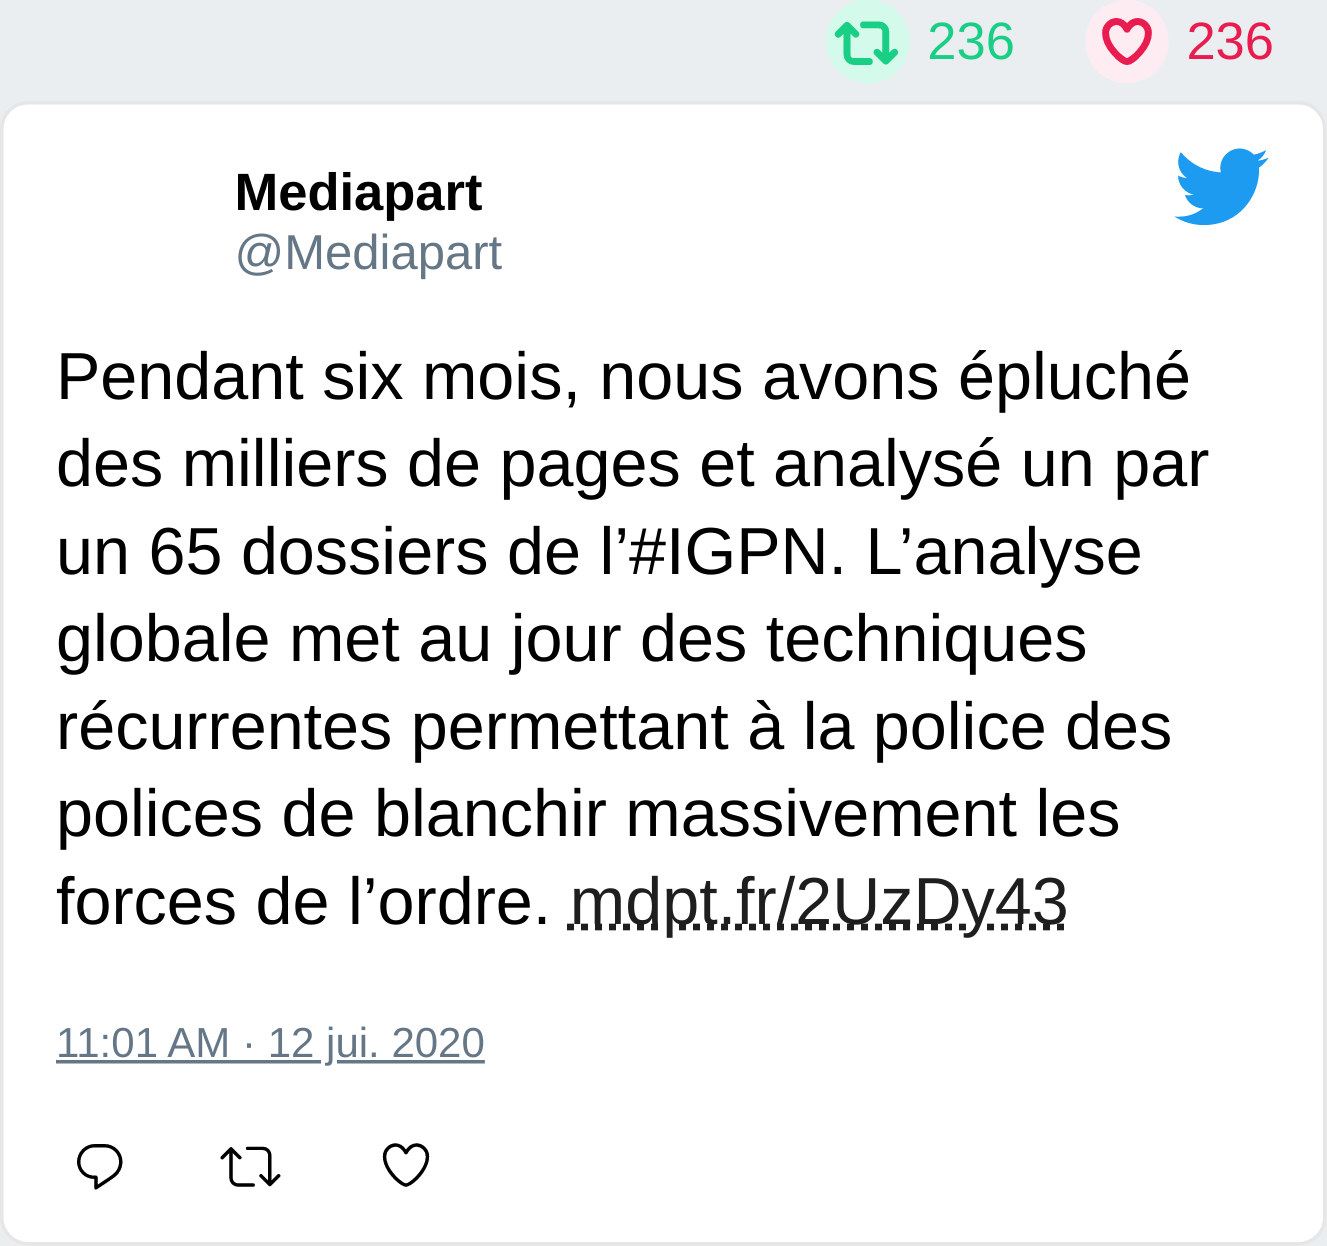 236 236
Mediapart
@Mediapart
Pendant six mois, nous avons épluché
des milliers de pages et analysé un par
un 65 dossiers de l’#IGPN. L’analyse
globale met au jour des techniques
récurrentes permettant à la police des
polices de blanchir massivement les
forces de l’ordre. mdpt.fr/2UzDy43
11:01 AM · 12 jui. 2020